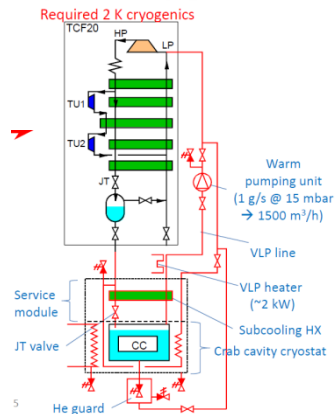 Required 2 K cryogenics
TCF20
HP
LP
TU1
TU2
JT
Warm
pumping unit
(1 g/s @ 15 mbar
→ 1500 m³/h)
VLP line
VLP heater
(~2 kW)
Service
module
Subcooling HX
JT valve
CC
Crab cavity cryostat
5
He guard